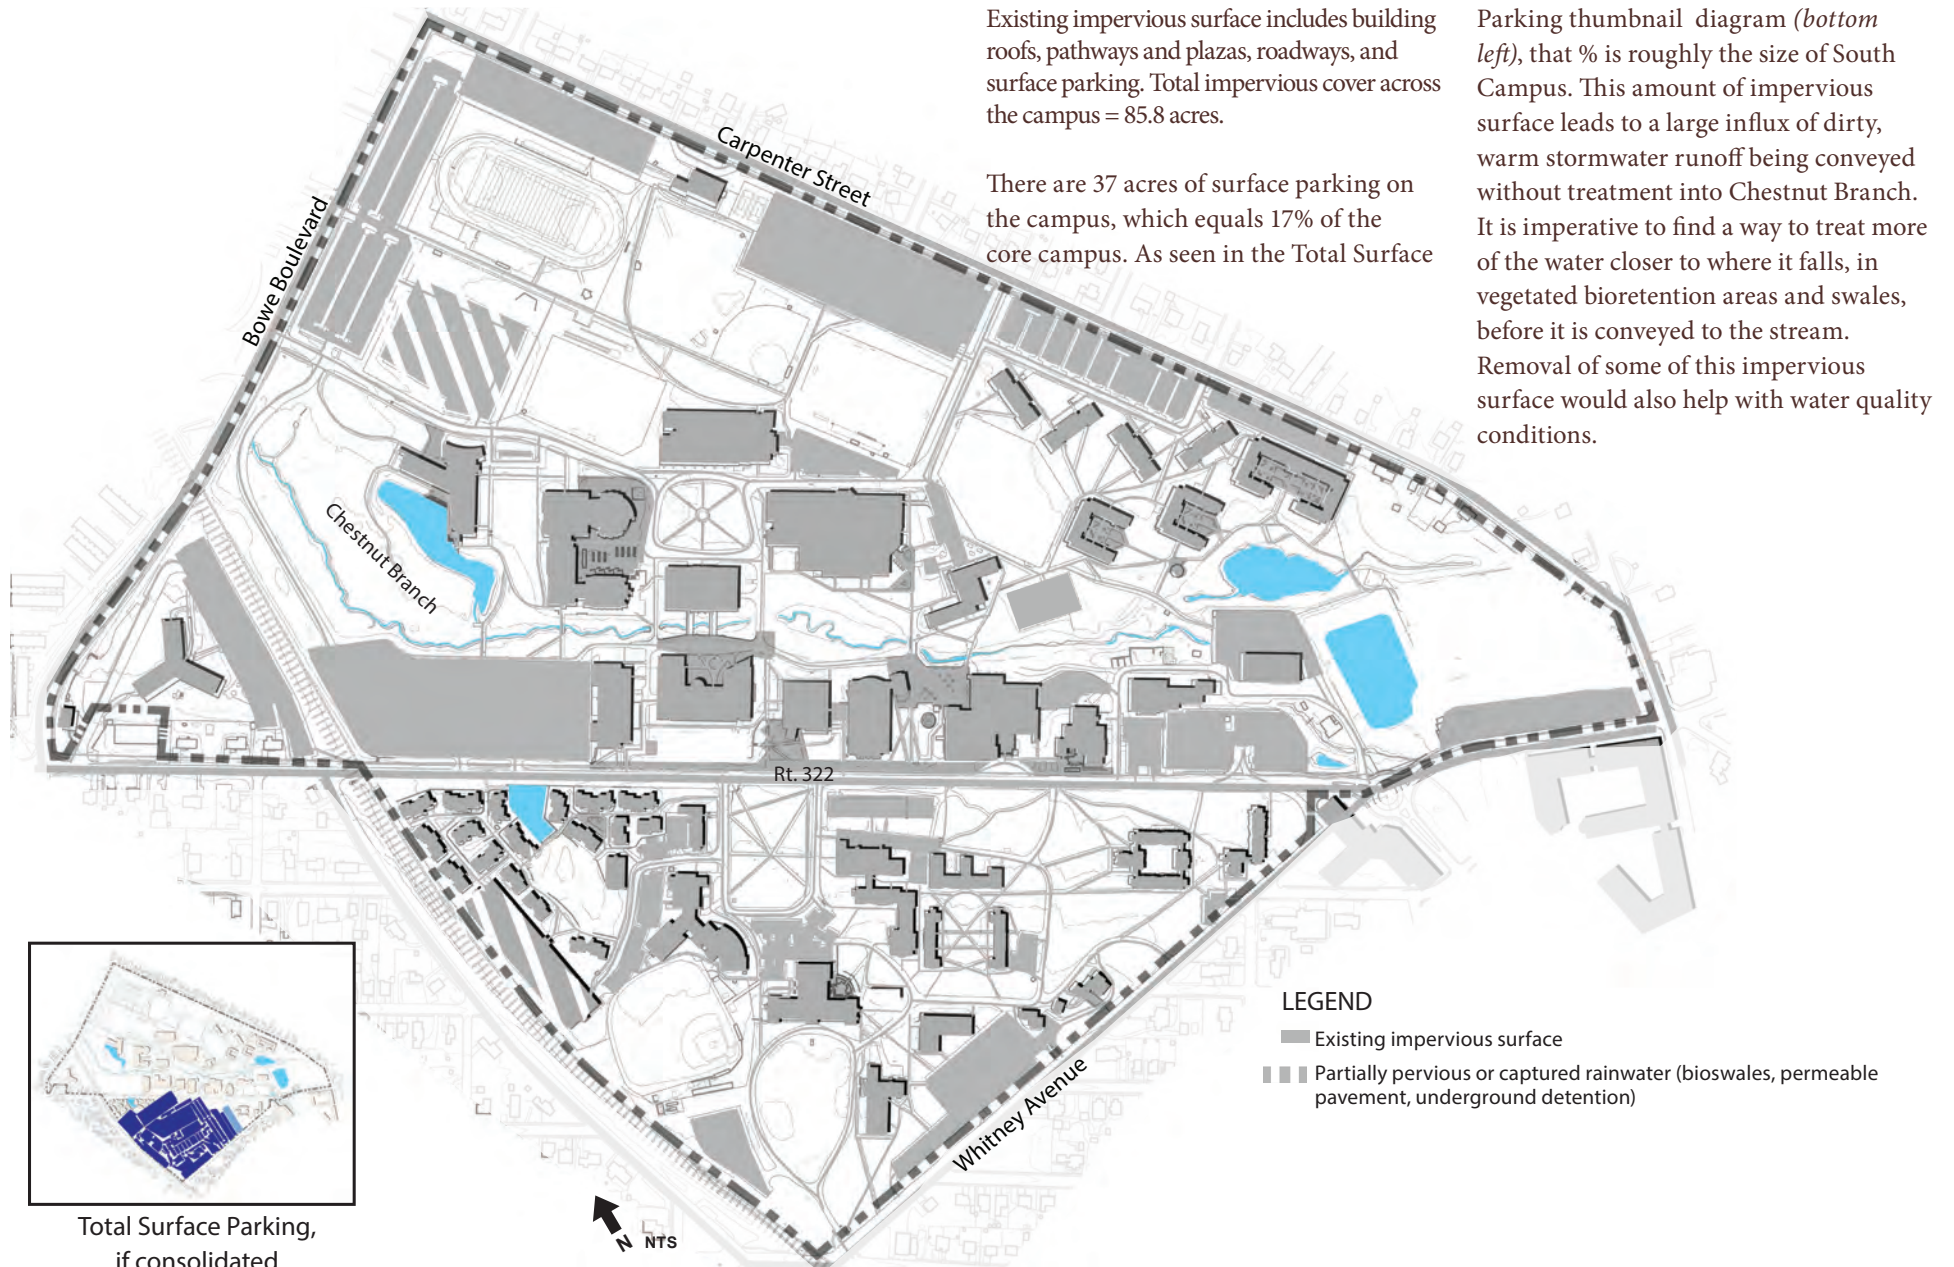 Existing impervious surface includes building
roofs, pathways and plazas, roadways, and
surface parking. Total impervious cover across
the campus = 85.8 acres.
There are 37 acres of surface parking on
the campus, which equals 17% of the
core campus. As seen in the Total Surface
Parking thumbnail diagram (bottom
left), that % is roughly the size of South
Campus. This amount of impervious
surface leads to a large influx of dirty,
warm stormwater runoff being conveyed
without treatment into Chestnut Branch.
It is imperative to find a way to treat more
of the water closer to where it falls, in
vegetated bioretention areas and swales,
before it is conveyed to the stream.
Removal of some of this impervious
surface would also help with water quality
conditions.
Carpenter Street
Bowe Boulevard
Chestnut Branch
Rt. 322
Whitney Avenue
LEGEND
Existing impervious surface
Partially pervious or captured rainwater (bioswales, permeable
pavement, underground detention)
Total Surface Parking,
if consolidated
N NTS